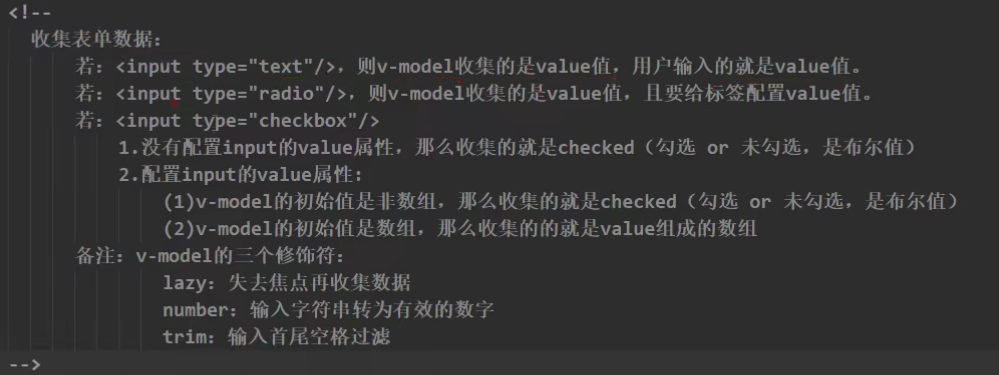 <!--
收集表单数据：
若：<input type="text"/>，则v-model收集的是value值，用户输入的就是value值。
若：<input type="radio"/>，则v-model收集的是value值，且要给标签配置value值。
若：<input type="checkbox"/>
1.没有配置input的value属性，那么收集的就是checked（勾选 or 未勾选，是布尔值）
2.配置input的value属性：
(1)v-model的初始值是非数组，那么收集的就是checked（勾选 or 未勾选，是布尔值）
(2)v-model的初始值是数组，那么收集的的就是value组成的数组
备注：v-model的三个修饰符：
lazy：失去焦点再收集数据
number：输入字符串转为有效的数字
trim：输入首尾空格过滤
-->